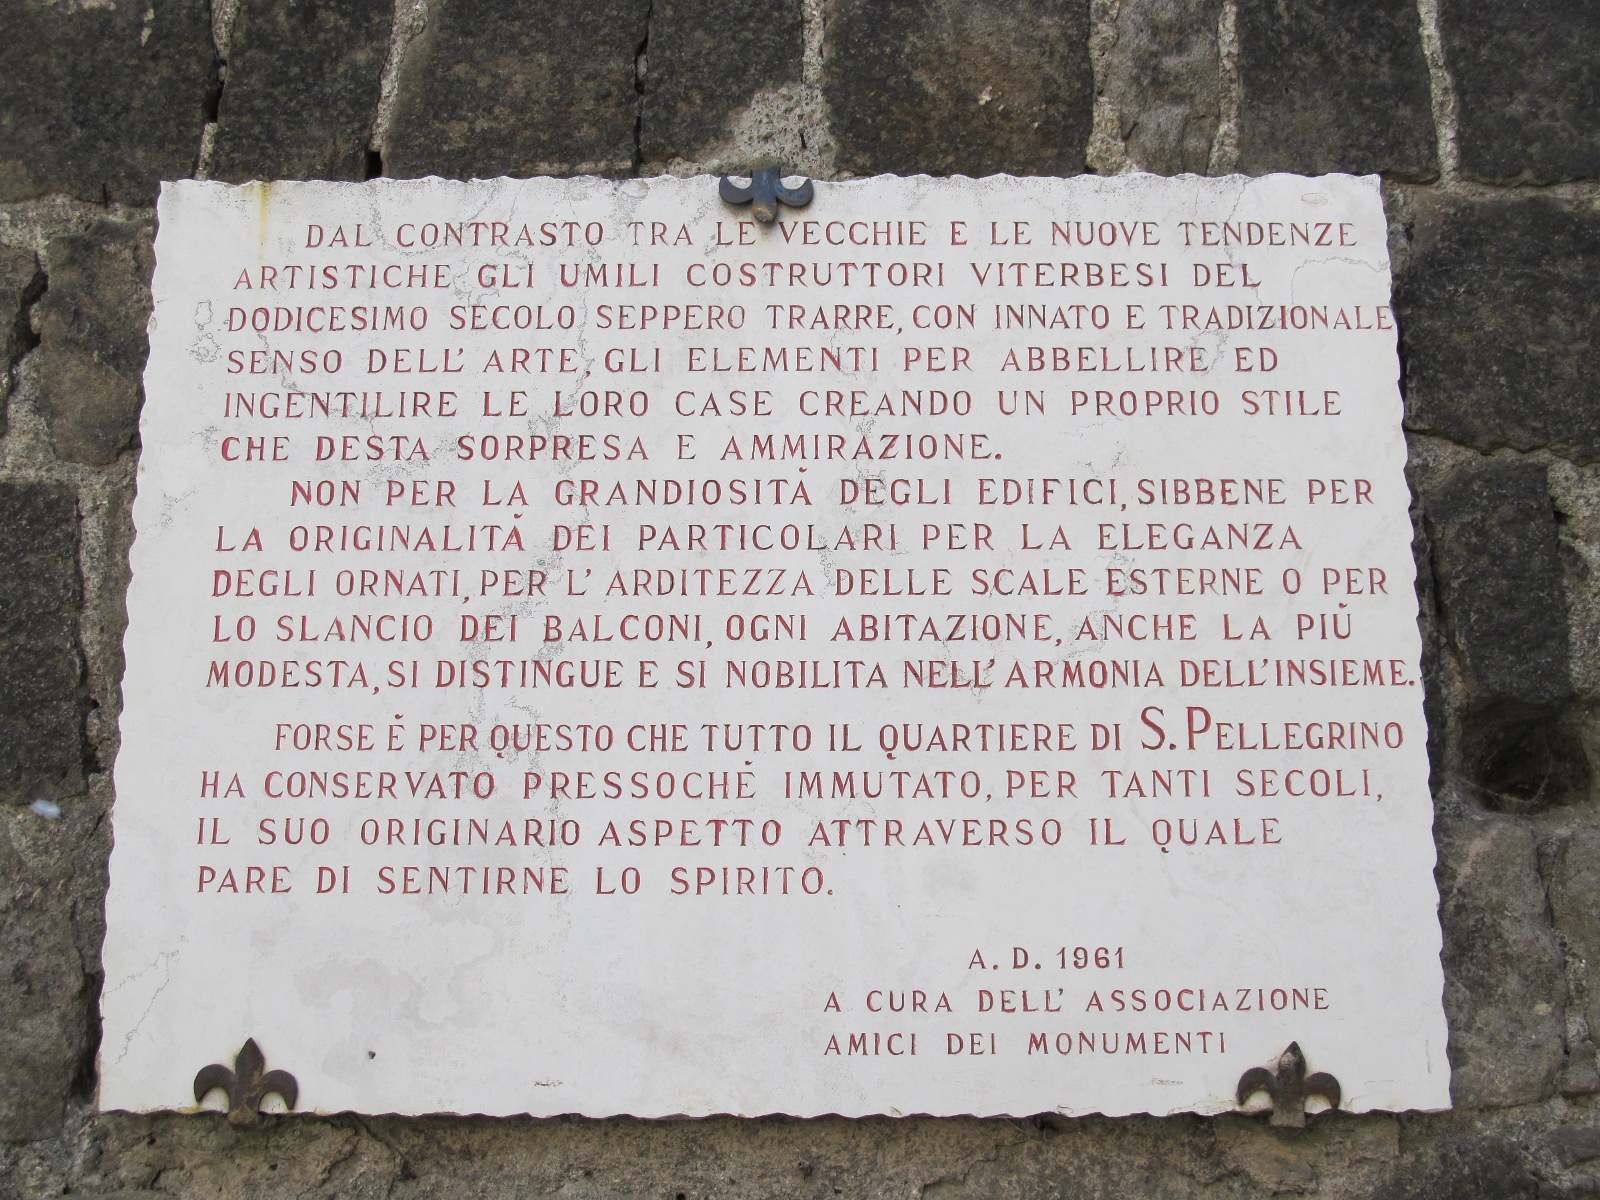 DAL CONTRASTO TRA LE VECCHIE E LE NUOVE TENDENZE
ARTISTICHE GLI UMILI COSTRUTTORI VITERBESI DEL
DODICESIMO SECOLO SEPPERO TRARRE, CON INNATO E TRADIZIONALE
SENSO DELL' ARTE, GLI ELEMENTI PER ABBELLIRE ED
INGENTILIRE LE LORO CASE CREANDO UN PROPRIO STILE
CHE DESTA SORPRESA E AMMIRAZIONE.
NON PER LA GRANDIOSITÀ DEGLI EDIFICI, SIBBENE PER
LA ORIGINALITÀ DEI PARTICOLARI PER LA ELEGANZA
DEGLI ORNATI, PER L' ARDITEZZA DELLE SCALE ESTERNE O PER
LO SLANCIO DEI BALCONI, OGNI ABITAZIONE, ANCHE LA PIÙ
MODESTA, SI DISTINGUE E SI NOBILITA NELL' ARMONIA DELL'INSIEME.
FORSE È PER QUESTO CHE TUTTO IL QUARTIERE DI S. PELLEGRINO
HA CONSERVATO PRESSOCHÈ IMMUTATO, PER TANTI SECOLI,
IL SUO ORIGINARIO ASPETTO ATTRAVERSO IL QUALE
PARE DI SENTIRNE LO SPIRITO.
A. D. 1961
A CURA DELL' ASSOCIAZIONE
AMICI DEI MONUMENTI